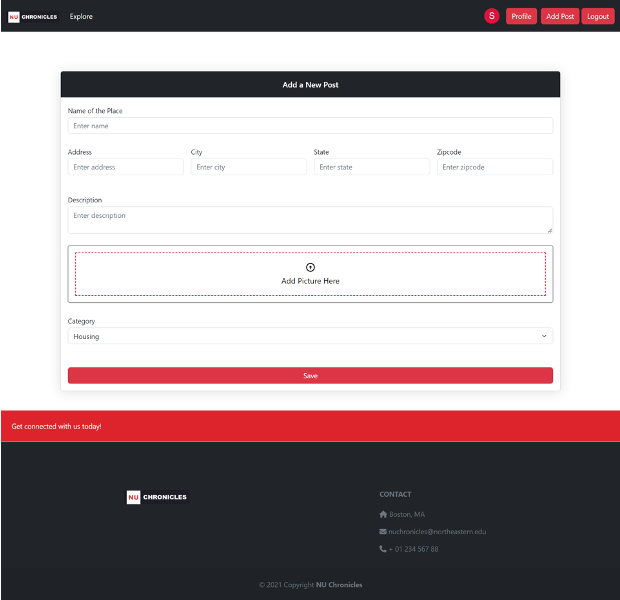 NU CHRONICLES Explore S Profile Add Post Logout
Add a New Post
Name of the Place
Enter name
Address City State Zipcode
Enter address Enter city Enter state Enter zipcode
Description
Enter description
Add Picture Here
Category
Housing
Save
Get connected with us today!
NU CHRONICLES
CONTACT
Boston, MA
nuchronicles@northeastern.edu
+ 01 234 567 88
© 2021 Copyright NU Chronicles